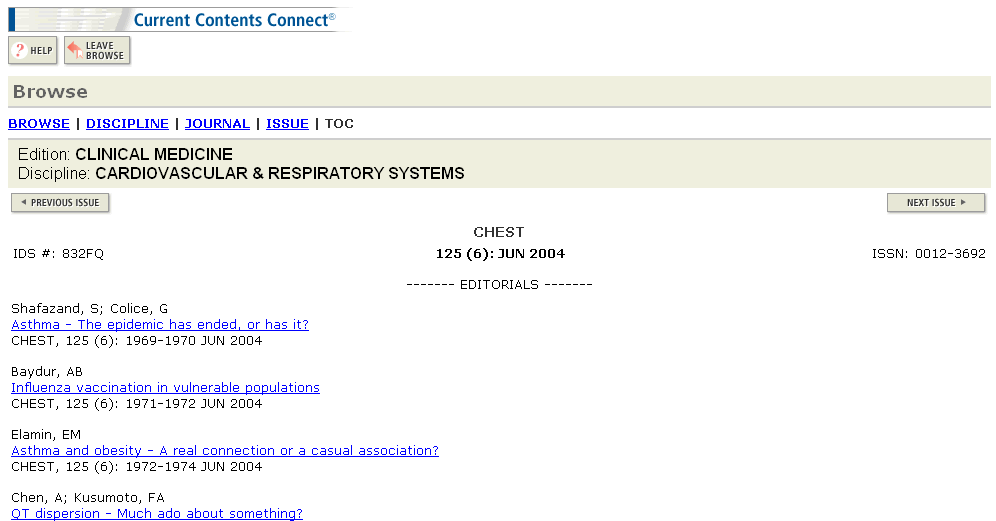 Current Contents Connect®
? HELP
LEAVE BROWSE
Browse
BROWSE | DISCIPLINE | JOURNAL | ISSUE | TOC
Edition: CLINICAL MEDICINE
Discipline: CARDIOVASCULAR & RESPIRATORY SYSTEMS
PREVIOUS ISSUE NEXT ISSUE
CHEST
IDS #: 832FQ 125 (6): JUN 2004 ISSN: 0012-3692
------- EDITORIALS -------
Shafazand, S; Colice, G
Asthma - The epidemic has ended, or has it?
CHEST, 125 (6): 1969-1970 JUN 2004
Baydur, AB
Influenza vaccination in vulnerable populations
CHEST, 125 (6): 1971-1972 JUN 2004
Elamin, EM
Asthma and obesity - A real connection or a casual association?
CHEST, 125 (6): 1972-1974 JUN 2004
Chen, A; Kusumoto, FA
QT dispersion - Much ado about something?